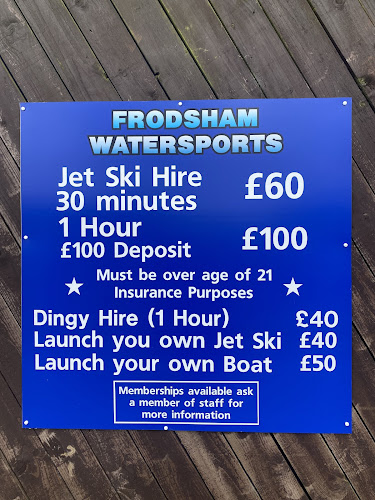 FRODSHAM
WATERSPORTS
Jet Ski Hire
30 minutes £60
1 Hour
£100 Deposit £100
Must be over age of 21
Insurance Purposes
Dingy Hire (1 Hour) £40
Launch you own Jet Ski £40
Launch your own Boat £50
Memberships available ask
a member of staff for
more information